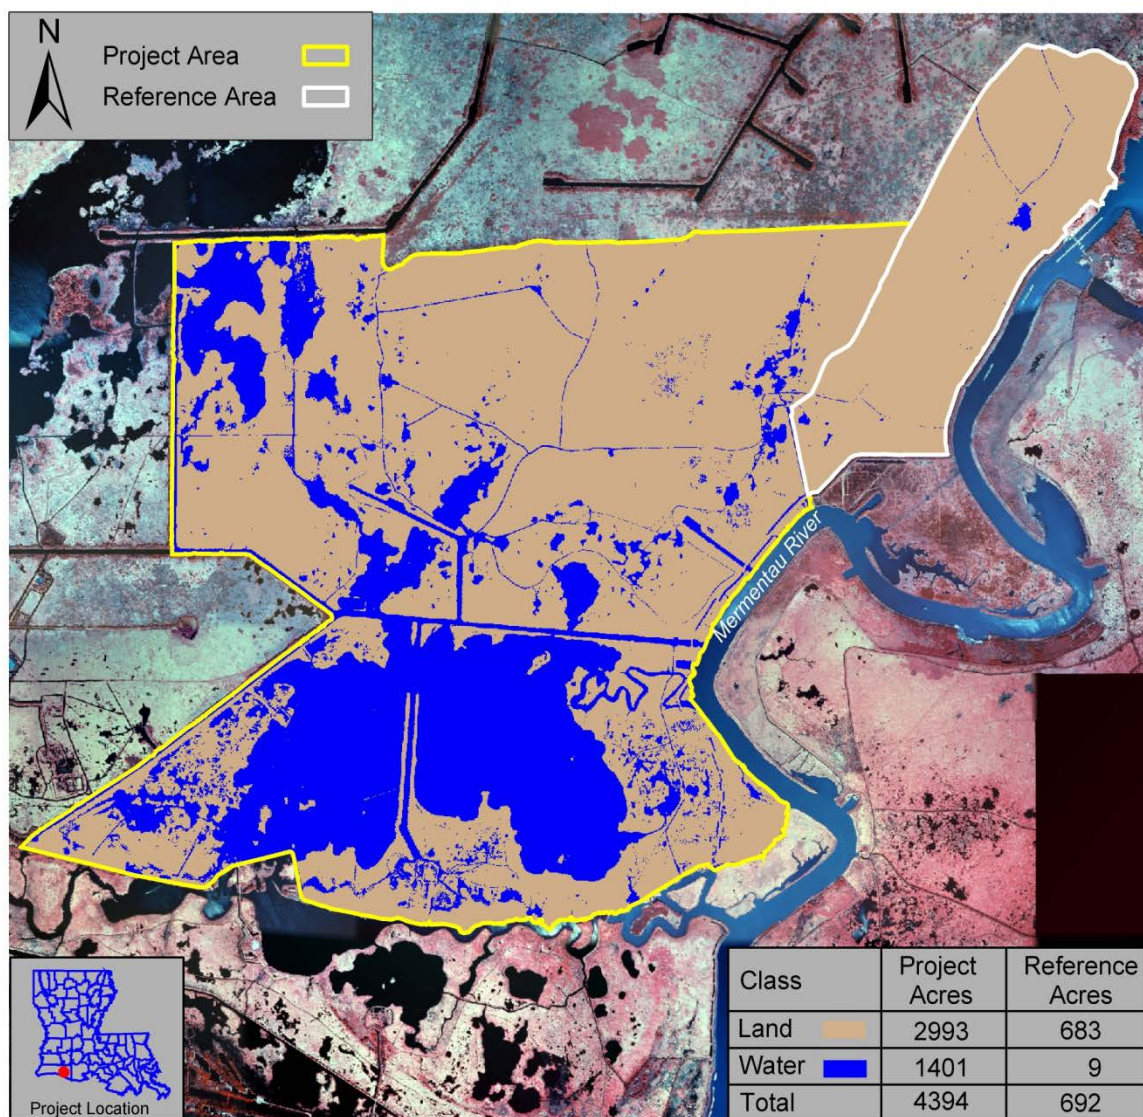 N
Project Area
Reference Area
Mermentau River
Project Location
Class Project Acres Reference Acres
Land 2993 683
Water 1401 9
Total 4394 692